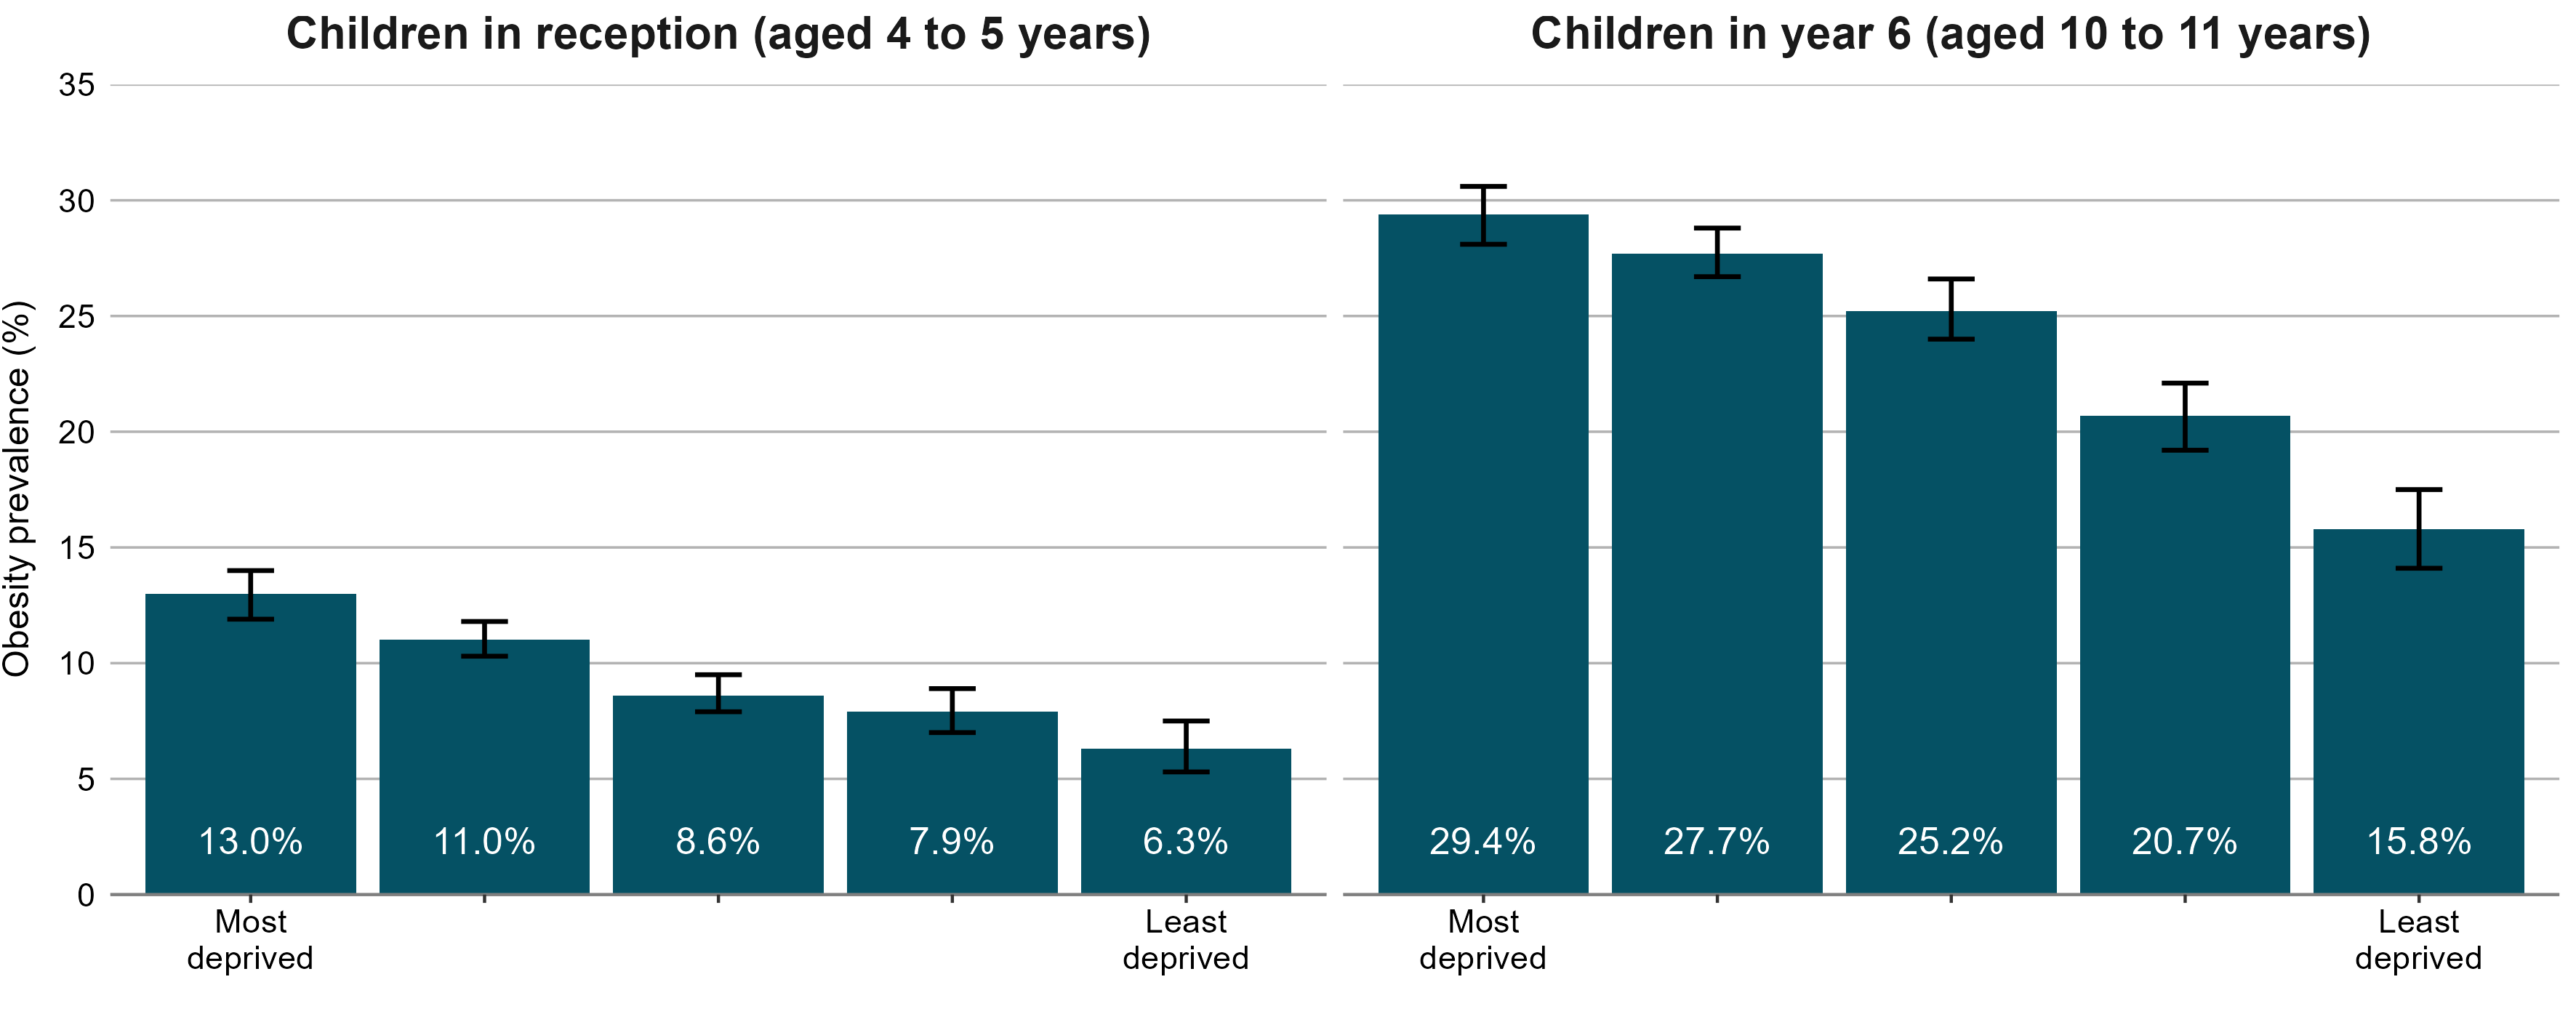 Children in reception (aged 4 to 5 years)
Children in year 6 (aged 10 to 11 years)
Obesity prevalence (%)
35
30
25
20
15
10
5
0
13.0%
11.0%
8.6%
7.9%
6.3%
29.4%
27.7%
25.2%
20.7%
15.8%
Most
deprived
Least
deprived
Most
deprived
Least
deprived